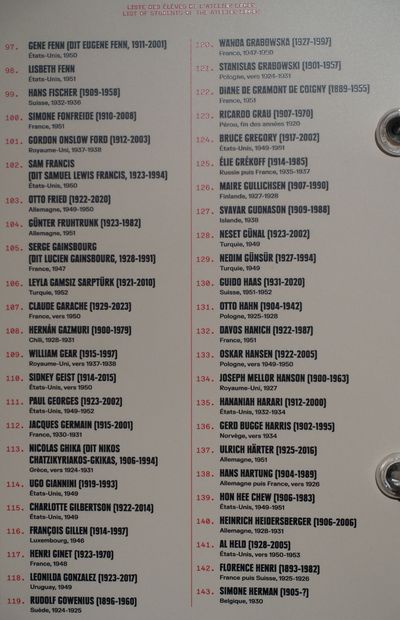 LISTE DES ÉLÈVES DE L'ATELIER LÉGER
LIST OF STUDENTS OF THE ATELIER LÉGER
97. GENE FENN (DIT EUGENE FENN, 1911-2001)
États-Unis, 1950
98. LISBETH FENN
États-Unis, 1951
99. HANS FISCHER (1909-1958)
Suisse, 1932-1936
100. SIMONE FONFREIDE (1910-2008)
France, 1951
101. GORDON ONSLOW FORD (1912-2003)
Royaume-Uni, 1937-1938
102. SAM FRANCIS
(DIT SAMUEL LEWIS FRANCIS, 1923-1994)
États-Unis, 1950
103. OTTO FRIED (1922-2020)
Allemagne, 1949-1950
104. GÜNTER FRUHTRUNK (1923-1982)
Allemagne, 1951
105. SERGE GAINSBOURG
(DIT LUCIEN GAINSBOURG, 1928-1991)
France, 1947
106. LEYLA GAMSIZ SARPTÜRK (1921-2010)
Turquie, 1952
107. CLAUDE GARACHE (1929-2023)
France, vers 1950
108. HERNÁN GAZMURI (1900-1979)
Chili, 1928-1931
109. WILLIAM GEAR (1915-1997)
Royaume-Uni, vers 1937-1938
110. SIDNEY GEIST (1914-2015)
États-Unis, vers 1950
111. PAUL GEORGES (1923-2002)
États-Unis, 1949-1952
112. JACQUES GERMAIN (1915-2001)
France, 1930-1931
113. NICOLAS GHIKA (DIT NIKOS
CHATZIKYRIAKOS-GKIKAS, 1906-1994)
Grèce, vers 1924-1931
114. UGO GIANNINI (1919-1993)
États-Unis, 1949
115. CHARLOTTE GILBERTSON (1922-2014)
États-Unis, 1949
116. FRANÇOIS GILLEN (1914-1997)
Luxembourg, 1946
117. HENRI GINET (1923-1970)
France, 1948
118. LEONILDA GONZALEZ (1923-2017)
Uruguay, 1949
119. RUDOLF GOWENIUS (1896-1960)
Suède, 1924-1925
120. WANDA GRABOWSKA (1927-1997)
France, 1947-1950
121. STANISLAS GRABOWSKI (1901-1957)
Pologne, vers 1924-1931
122. DIANE DE GRAMONT DE COIGNY (1889-1955)
France, 1951
123. RICARDO GRAU (1907-1970)
Pérou, fin des années 1920
124. BRUCE GREGORY (1917-2002)
États-Unis, 1949-1951
125. ÉLIE GRÉKOFF (1914-1985)
Russie puis France, 1935-1937
126. MAIRE GULLICHSEN (1907-1990)
Finlande, 1927-1928
127. SVAVAR GUDNASON (1909-1988)
Islande, 1938
128. NESET GÜNAL (1923-2002)
Turquie, 1949
129. NEDIM GÜNSÜR (1927-1994)
Turquie, 1949
130. GUIDO HAAS (1931-2020)
Suisse, 1951-1952
131. OTTO HAHN (1904-1942)
Pologne, 1925-1928
132. DAVOS HANICH (1922-1987)
France, 1951
133. OSKAR HANSEN (1922-2005)
Pologne, vers 1949-1950
134. JOSEPH MELLOR HANSON (1900-1963)
Royaume-Uni, 1927
135. HANANIAH HARARI (1912-2000)
États-Unis, 1932-1934
136. GERD BUGGE HARRIS (1902-1995)
Norvège, vers 1934
137. ULRICH HÄRTER (1925-2016)
Allemagne, 1951
138. HANS HARTUNG (1904-1989)
Allemagne puis France, vers 1926
139. HON HEE CHEW (1906-1983)
États-Unis, 1949-1951
140. HEINRICH HEIDERSBERGER (1906-2006)
Allemagne, 1928-1931
141. AL HELD (1928-2005)
États-Unis, vers 1950-1953
142. FLORENCE HENRI (1893-1982)
France puis Suisse, 1925-1926
143. SIMONE HERMAN (1905-?)
Belgique, 1930